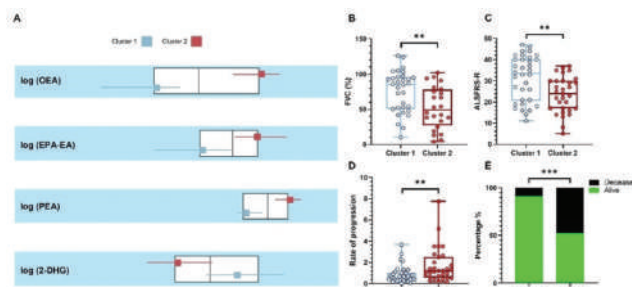 A
Cluster 1 Cluster 2
log (OEA)
log (EPA-EA)
log (PEA)
log (2-DHG)
B
**
FVC (%)
150
100
50
0
Cluster 1 Cluster 2
C
**
ALSFRS-R
50
40
30
20
10
0
Cluster 1 Cluster 2
D
**
Rate of progression
10
8
6
4
2
0
E
***
Decease
Alive
Percentage %
100
50
0